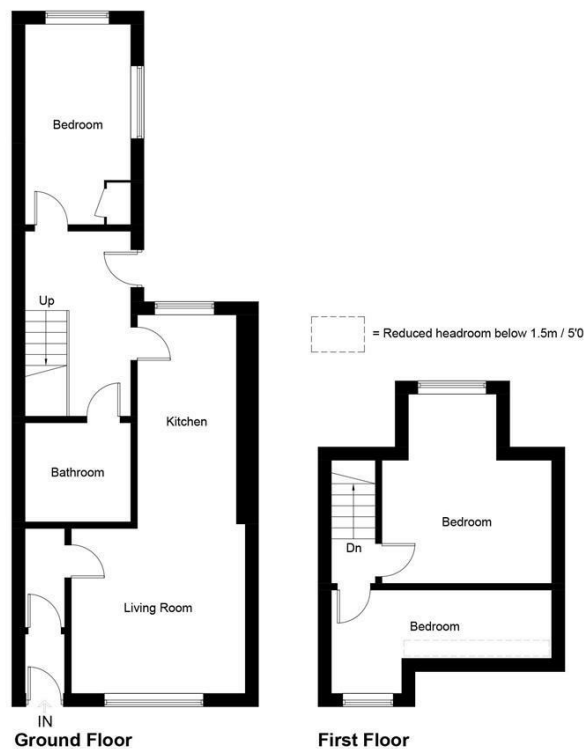 Bedroom
Up
= Reduced headroom below 1.5m / 5'0
Kitchen
Bathroom
Bedroom
Dn
Living Room
Bedroom
IN
Ground Floor
First Floor